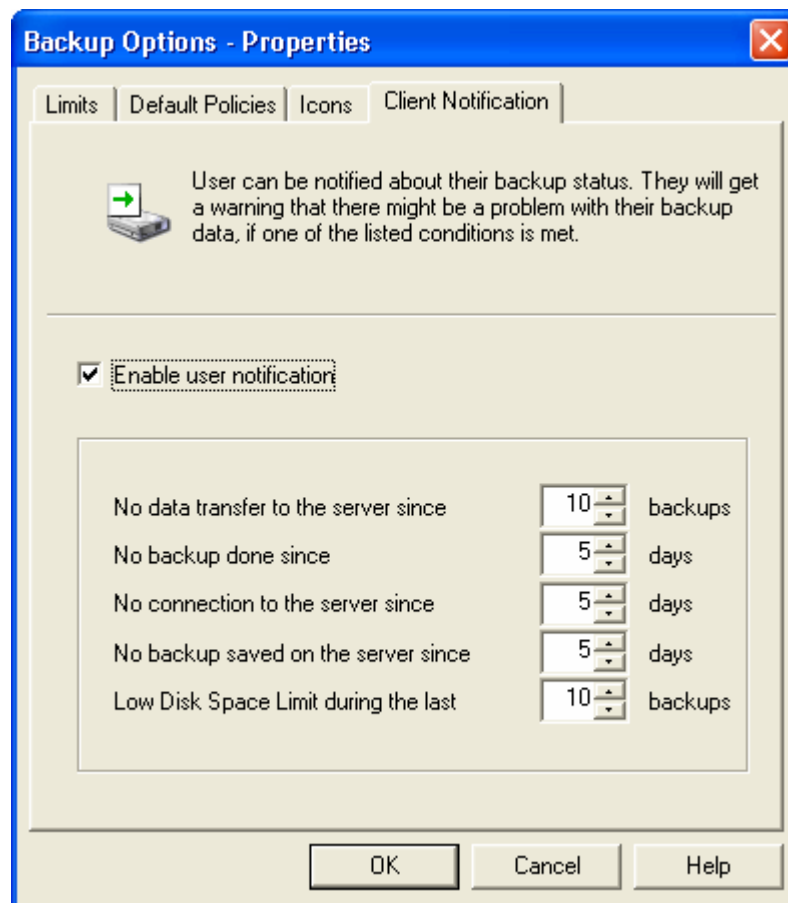 Backup Options - Properties
Limits Default Policies Icons Client Notification
User can be notified about their backup status. They will get
a warning that there might be a problem with their backup
data, if one of the listed conditions is met.
Enable user notification
No data transfer to the server since 10 backups
No backup done since 5 days
No connection to the server since 5 days
No backup saved on the server since 5 days
Low Disk Space Limit during the last 10 backups
OK Cancel Help